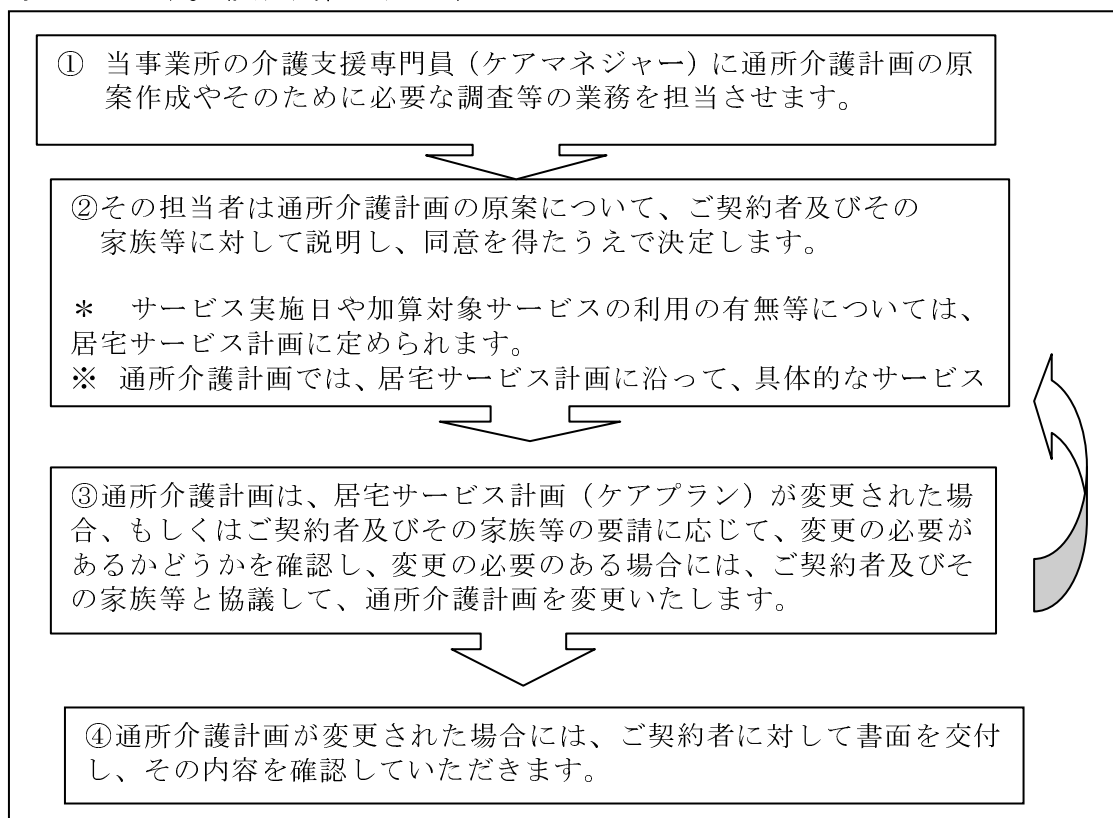 ① 当事業所の介護支援専門員（ケアマネジャー）に通所介護計画の原
案作成やそのために必要な調査等の業務を担当させます。
②その担当者は通所介護計画の原案について、ご契約者及びその
家族等に対して説明し、同意を得たうえで決定します。
＊ サービス実施日や加算対象サービスの利用の有無等については、
居宅サービス計画に定められます。
※ 通所介護計画では、居宅サービス計画に沿って、具体的なサービス
③通所介護計画は、居宅サービス計画（ケアプラン）が変更された場
合、もしくはご契約者及びその家族等の要請に応じて、変更の必要が
あるかどうかを確認し、変更の必要のある場合には、ご契約者及びそ
の家族等と協議して、通所介護計画を変更いたします。
④通所介護計画が変更された場合には、ご契約者に対して書面を交付
し、その内容を確認していただきます。